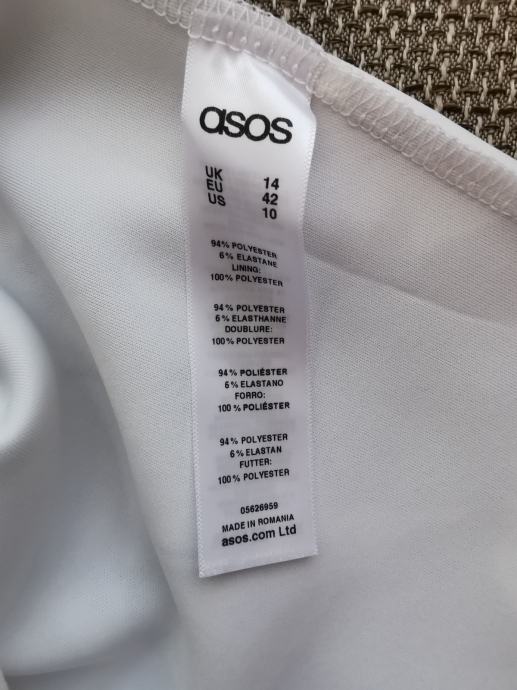 asos
UK 14
EU 42
US 10
94% POLYESTER
6% ELASTANE
LINING:
100% POLYESTER
94% POLYESTER
6% ELASTHANNE
DOUBLURE:
100% POLYESTER
94% POLIÉSTER
6% ELASTANO
FORRO:
100% POLIÉSTER
94% POLYESTER
6% ELASTAN
FUTTER:
100% POLYESTER
05626959
MADE IN ROMANIA
asos.com Ltd